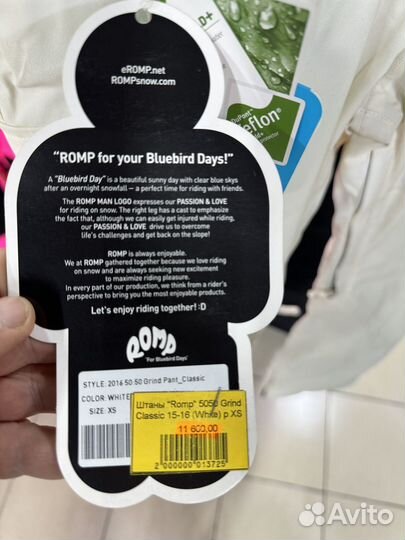 eROMP.net
ROMPsnow.com
DuPont
eflon®
“ROMP for your Bluebird Days!”
A "Bluebird Day" is a beautiful sunny day with clear blue skys
after an overnight snowfall — a perfect time for riding with friends.
The ROMP MAN LOGO expresses our PASSION & LOVE
for riding on snow. The right leg has a cast to emphasize
the fact that, although we can easily get injured while riding,
our PASSION & LOVE drive us to overcome
life's challenges and get back on the slope!
ROMP is always enjoyable.
We at ROMP gathered together because we love riding
on snow and are always seeking new excitement
to maximize riding pleasure.
In every part of our production, we think from a rider's
perspective to bring you the most enjoyable products.
Let's enjoy riding together! :D
ROMP
"For Bluebird Days"
STYLE: 2016 50-50 Grind Pant_Classic
COLOR: WHITE
SIZE: XS
Штаны "Romp" 5050 Grind
Classic 15-16 (White) р XS
11 600,00
2 000000 013725
Avito